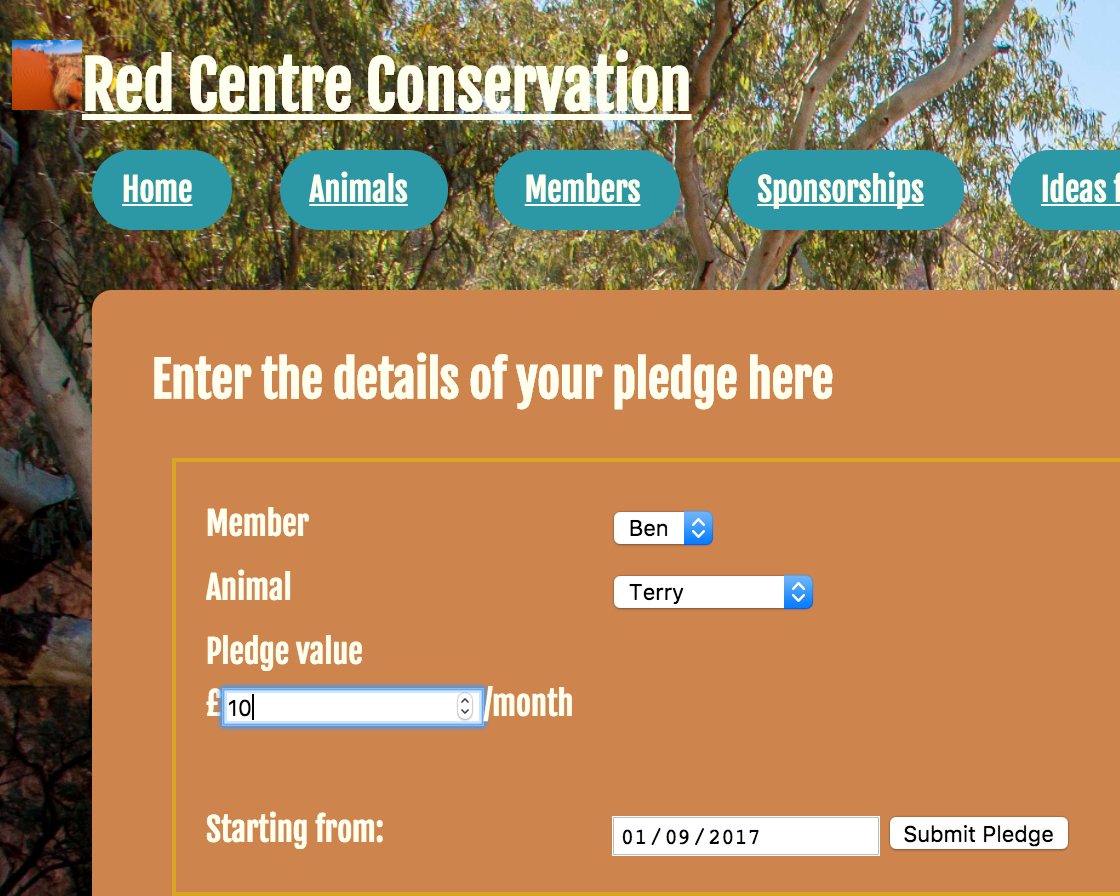 Red Centre Conservation
Home Animals Members Sponsorships Ideas
Enter the details of your pledge here
Member Ben
Animal Terry
Pledge value
£10/month
Starting from: 01/09/2017 Submit Pledge